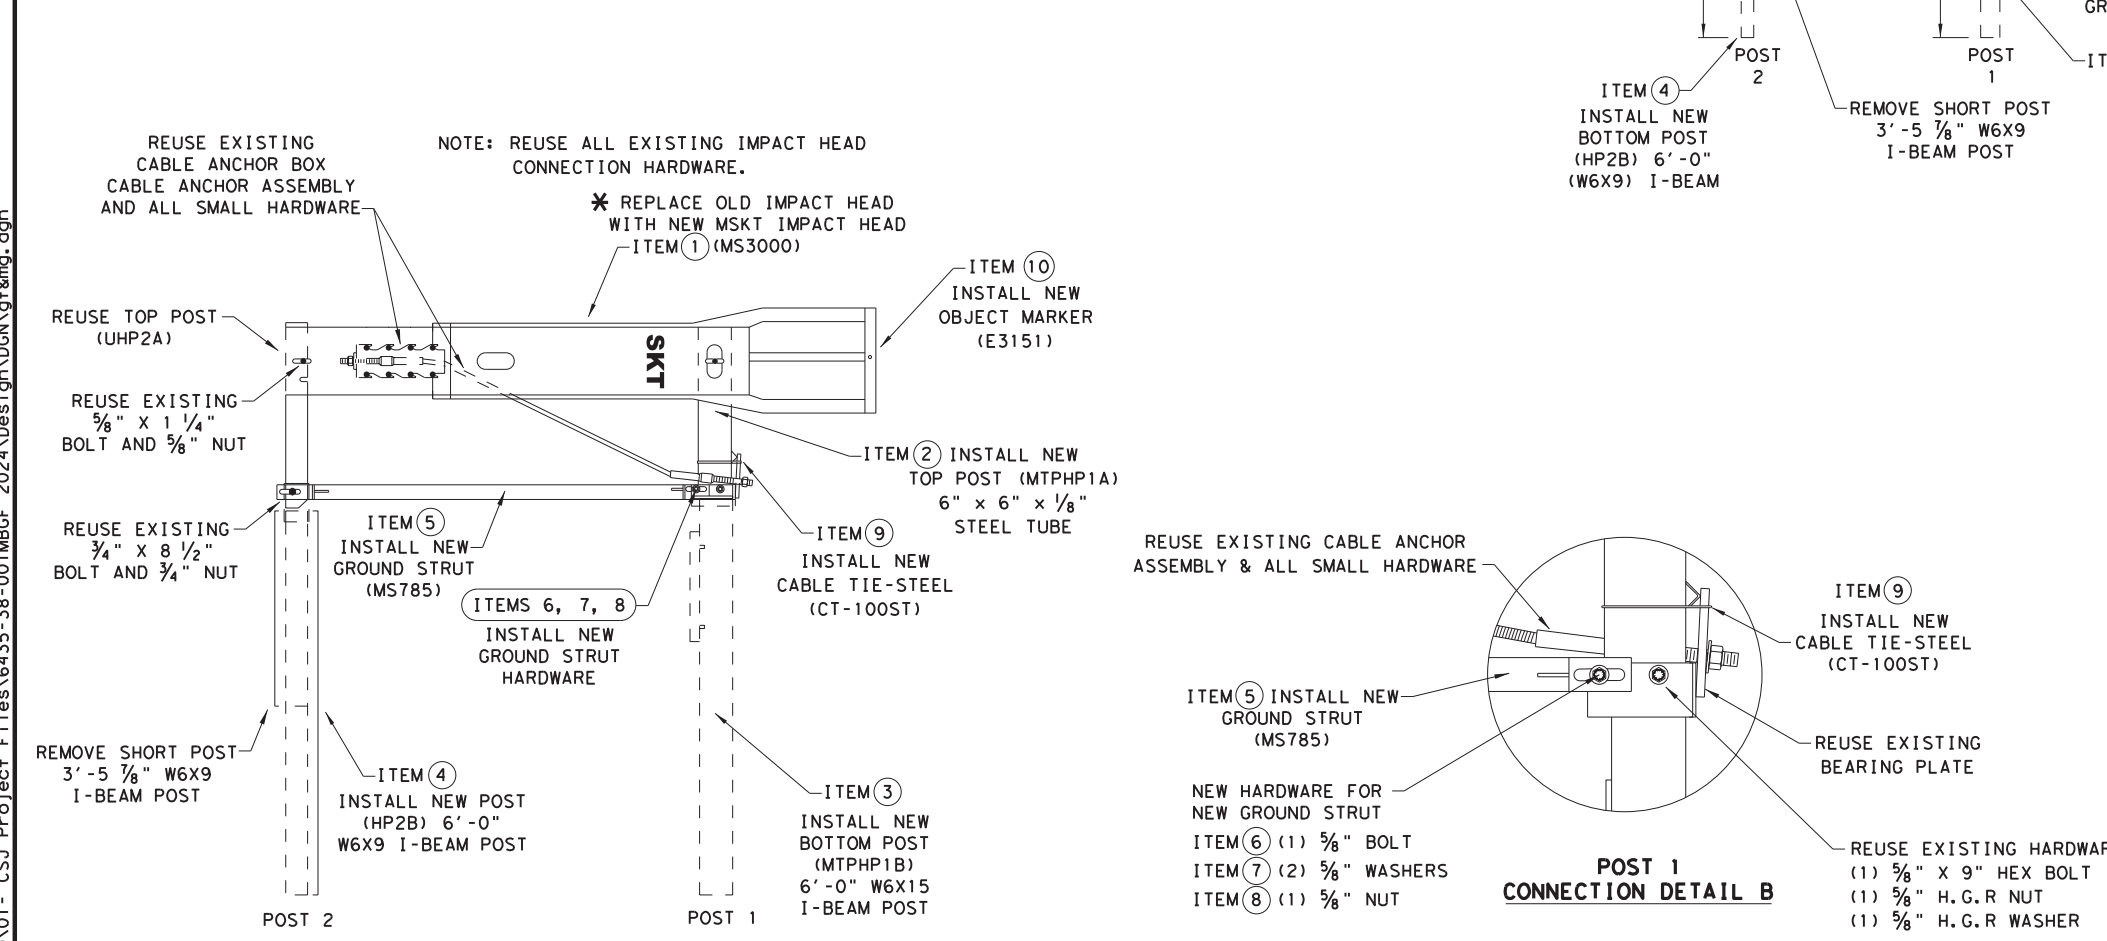 POST
2
POST
1
GR
IT
ITEM 4
INSTALL NEW
BOTTOM POST
(HP2B) 6'-0"
(W6X9) I-BEAM
REMOVE SHORT POST
3'-5 7/8" W6X9
I-BEAM POST
REUSE EXISTING
CABLE ANCHOR BOX
CABLE ANCHOR ASSEMBLY
AND ALL SMALL HARDWARE
NOTE: REUSE ALL EXISTING IMPACT HEAD
CONNECTION HARDWARE.
* REPLACE OLD IMPACT HEAD
WITH NEW MSKT IMPACT HEAD
ITEM 1 (MS3000)
ITEM 10
INSTALL NEW
OBJECT MARKER
(E3151)
REUSE TOP POST
(UHP2A)
SKT
REUSE EXISTING
5/8" X 1 1/4"
BOLT AND 5/8" NUT
ITEM 2 INSTALL NEW
TOP POST (MTPHP1A)
6" x 6" x 1/8"
STEEL TUBE
REUSE EXISTING
3/4" X 8 1/2"
BOLT AND 3/4" NUT
ITEM 5
INSTALL NEW
GROUND STRUT
(MS785)
ITEM 9
INSTALL NEW
CABLE TIE-STEEL
(CT-100ST)
ITEMS 6, 7, 8
INSTALL NEW
GROUND STRUT
HARDWARE
REMOVE SHORT POST
3'-5 7/8" W6X9
I-BEAM POST
ITEM 4
INSTALL NEW POST
(HP2B) 6'-0"
W6X9 I-BEAM POST
ITEM 3
INSTALL NEW
BOTTOM POST
(MTPHP1B)
6'-0" W6X15
I-BEAM POST
POST 2
POST 1
REUSE EXISTING CABLE ANCHOR
ASSEMBLY & ALL SMALL HARDWARE
ITEM 9
INSTALL NEW
CABLE TIE-STEEL
(CT-100ST)
ITEM 5 INSTALL NEW
GROUND STRUT
(MS785)
REUSE EXISTING
BEARING PLATE
NEW HARDWARE FOR
NEW GROUND STRUT
ITEM 6 (1) 5/8" BOLT
ITEM 7 (2) 5/8" WASHERS
ITEM 8 (1) 5/8" NUT
POST 1
CONNECTION DETAIL B
REUSE EXISTING HARDWAR
(1) 5/8" X 9" HEX BOLT
(1) 5/8" H.G.R NUT
(1) 5/8" H.G.R WASHER